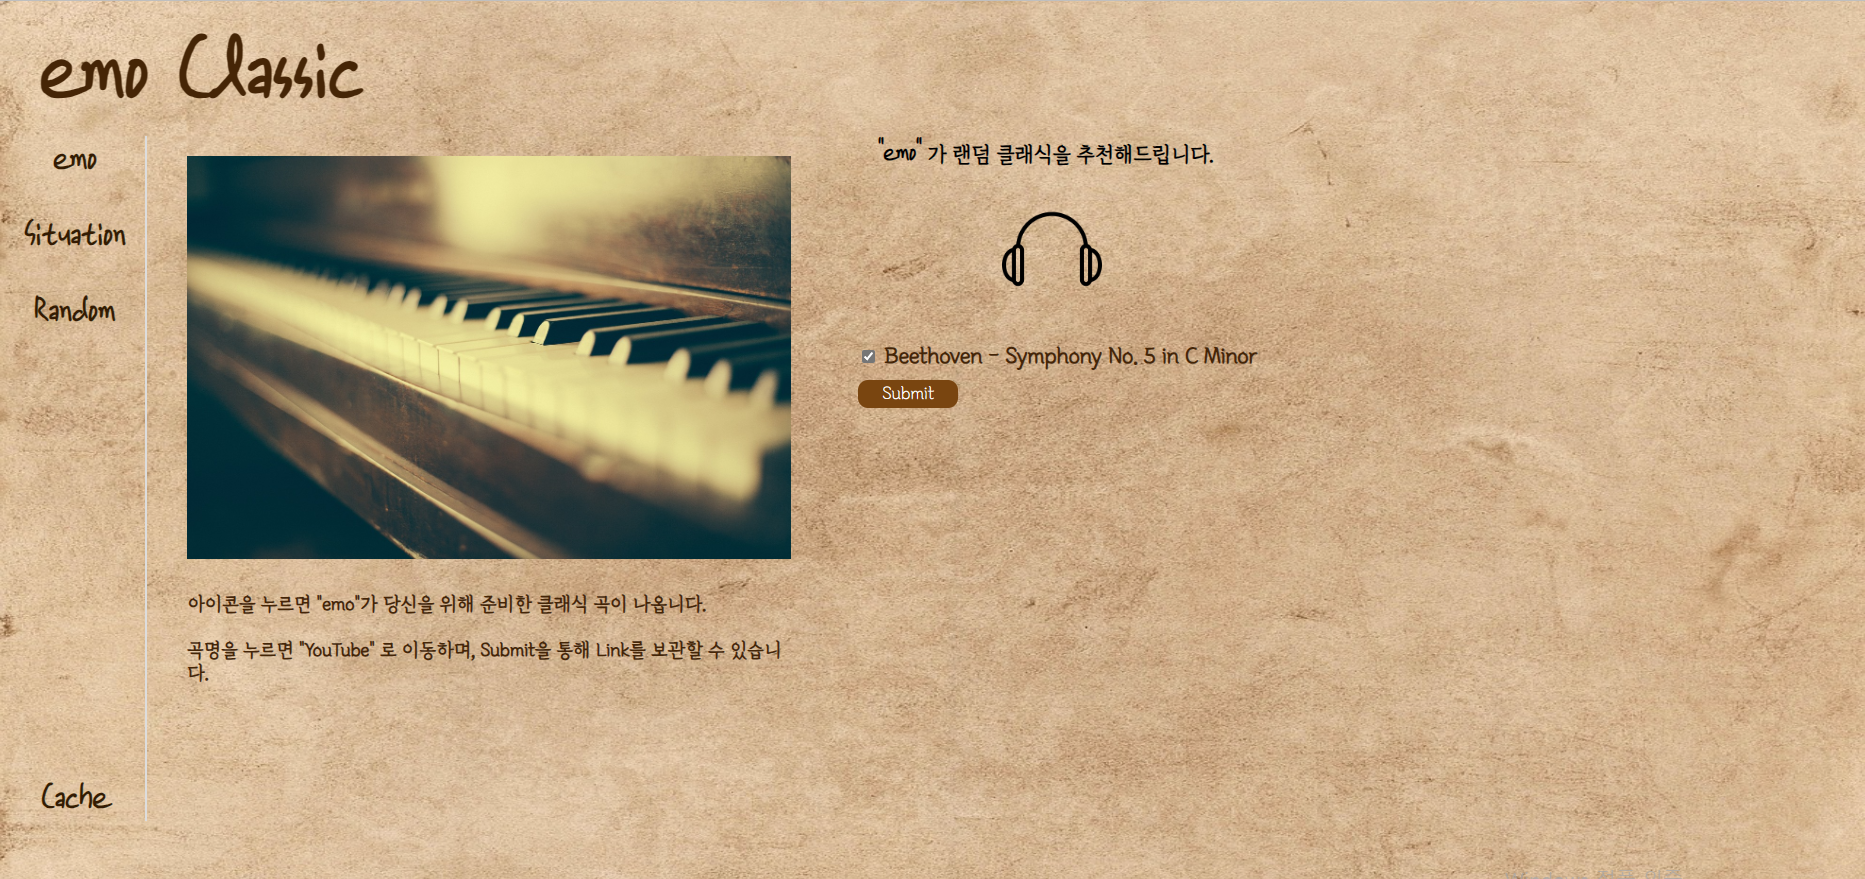 emo Classic
emo
Situation
Random
Cache
"emo" 가 랜덤 클래식을 추천해드립니다.
Beethoven - Symphony No. 5 in C Minor
Submit
아이콘을 누르면 "emo"가 당신을 위해 준비한 클래식 곡이 나옵니다.
곡명을 누르면 "YouTube" 로 이동하며, Submit을 통해 Link를 보관할 수 있습니
다.